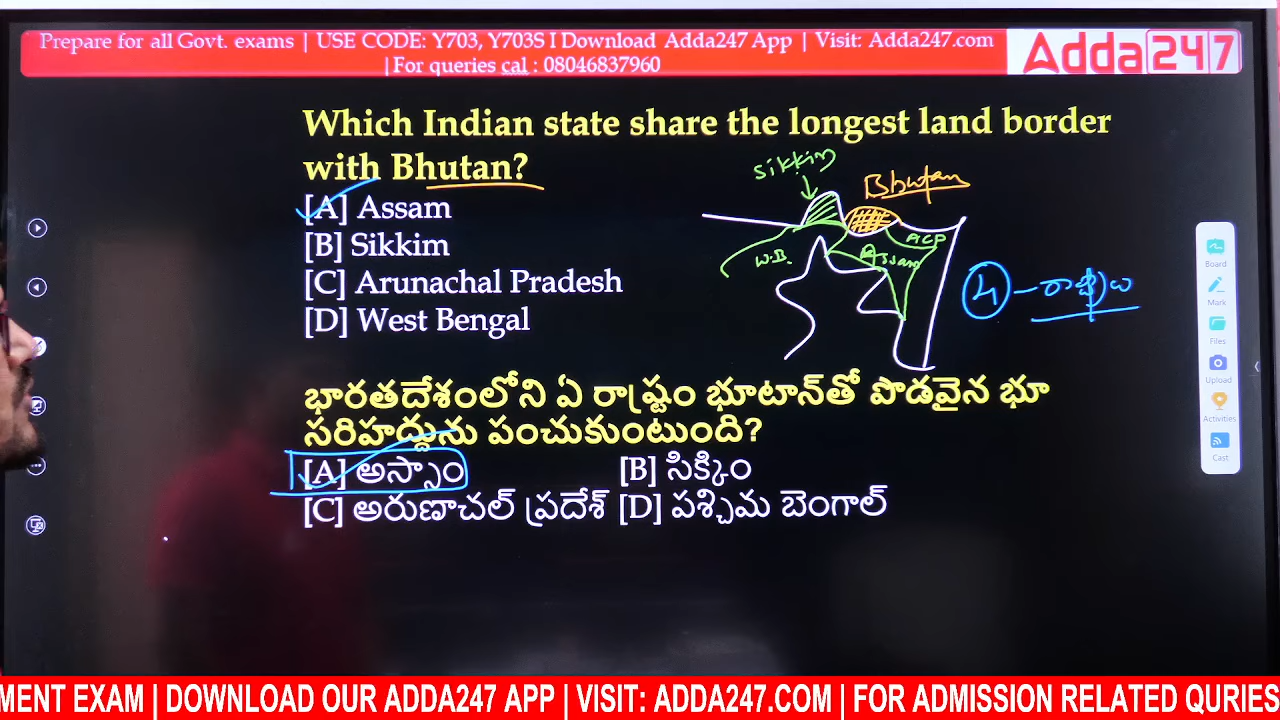 Prepare for all Govt. exams | USE CODE: Y703, Y703S I Download Adda247 App | Visit: Adda247.com
|For queries cal : 08046837960
Adda247
Which Indian state share the longest land border
with Bhutan?
[A] Assam
[B] Sikkim
[C] Arunachal Pradesh
[D] West Bengal
Sikkim
Bhutan
W.B.
Assam
ACP
4 - రాష్ట్రాలు
భారతదేశంలోని ఏ రాష్ట్రం భూటాన్‌తో పొడవైన భూ
సరిహద్దును పంచుకుంటుంది?
[A] అస్సాం [B] సిక్కిం
[C] అరుణాచల్ ప్రదేశ్ [D] పశ్చిమ బెంగాల్
Board
Mark
Files
Upload
Activities
Cast
MENT EXAM | DOWNLOAD OUR ADDA247 APP | VISIT: ADDA247.COM | FOR ADMISSION RELATED QURIES